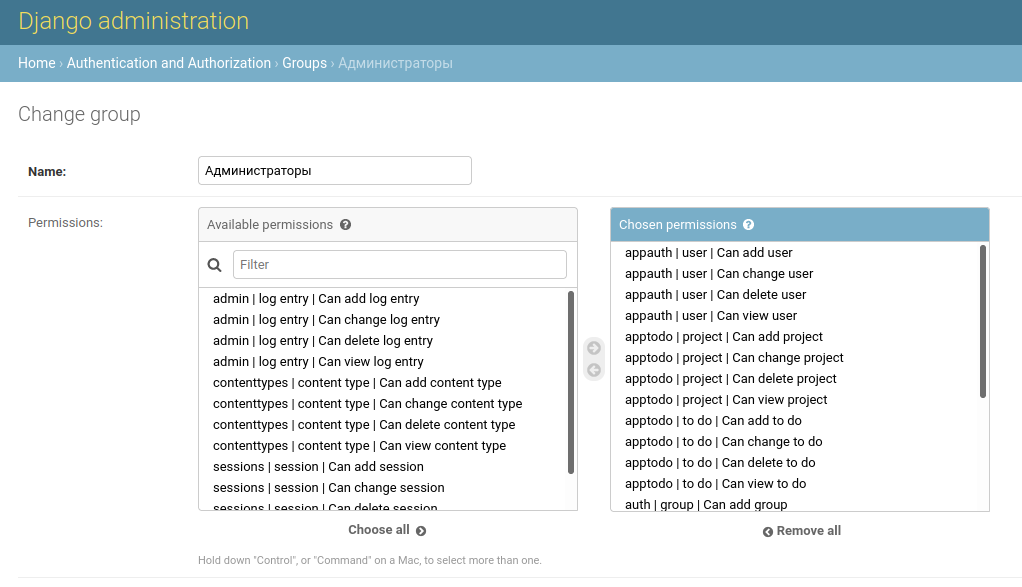 Django administration
Home › Authentication and Authorization › Groups › Администраторы
Change group
Name:
Администраторы
Permissions:
Available permissions ?
Filter
admin | log entry | Can add log entry
admin | log entry | Can change log entry
admin | log entry | Can delete log entry
admin | log entry | Can view log entry
contenttypes | content type | Can add content type
contenttypes | content type | Can change content type
contenttypes | content type | Can delete content type
contenttypes | content type | Can view content type
sessions | session | Can add session
sessions | session | Can change session
sessions | session | Can delete session
Choose all
Hold down "Control", or "Command" on a Mac, to select more than one.
Chosen permissions ?
appauth | user | Can add user
appauth | user | Can change user
appauth | user | Can delete user
appauth | user | Can view user
apptodo | project | Can add project
apptodo | project | Can change project
apptodo | project | Can delete project
apptodo | project | Can view project
apptodo | to do | Can add to do
apptodo | to do | Can change to do
apptodo | to do | Can delete to do
apptodo | to do | Can view to do
auth | group | Can add group
Remove all